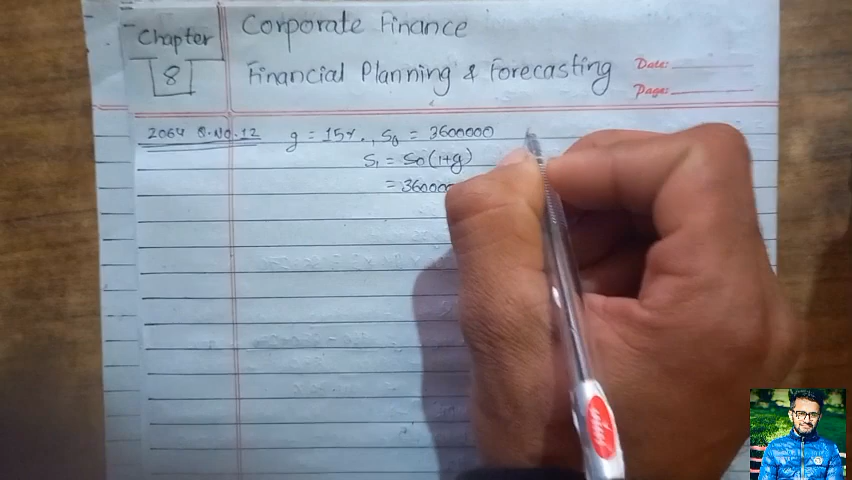 Chapter 8
Corporate Finance
Financial Planning & Forecasting
Date:
Page:
2064 Q.No.12 g = 15%, S₀ = 3600000
S₁ = S₀(1+g)
= 36000